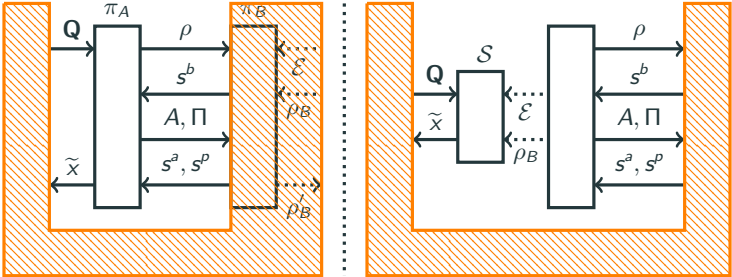 π_A π_B
Q ρ
ℰ
s^b
ρ_B
A, Π
x̃ s^a, s^p
ρ'_B
ρ
𝒮 s^b
Q
ℰ A, Π
x̃
ρ_B s^a, s^p